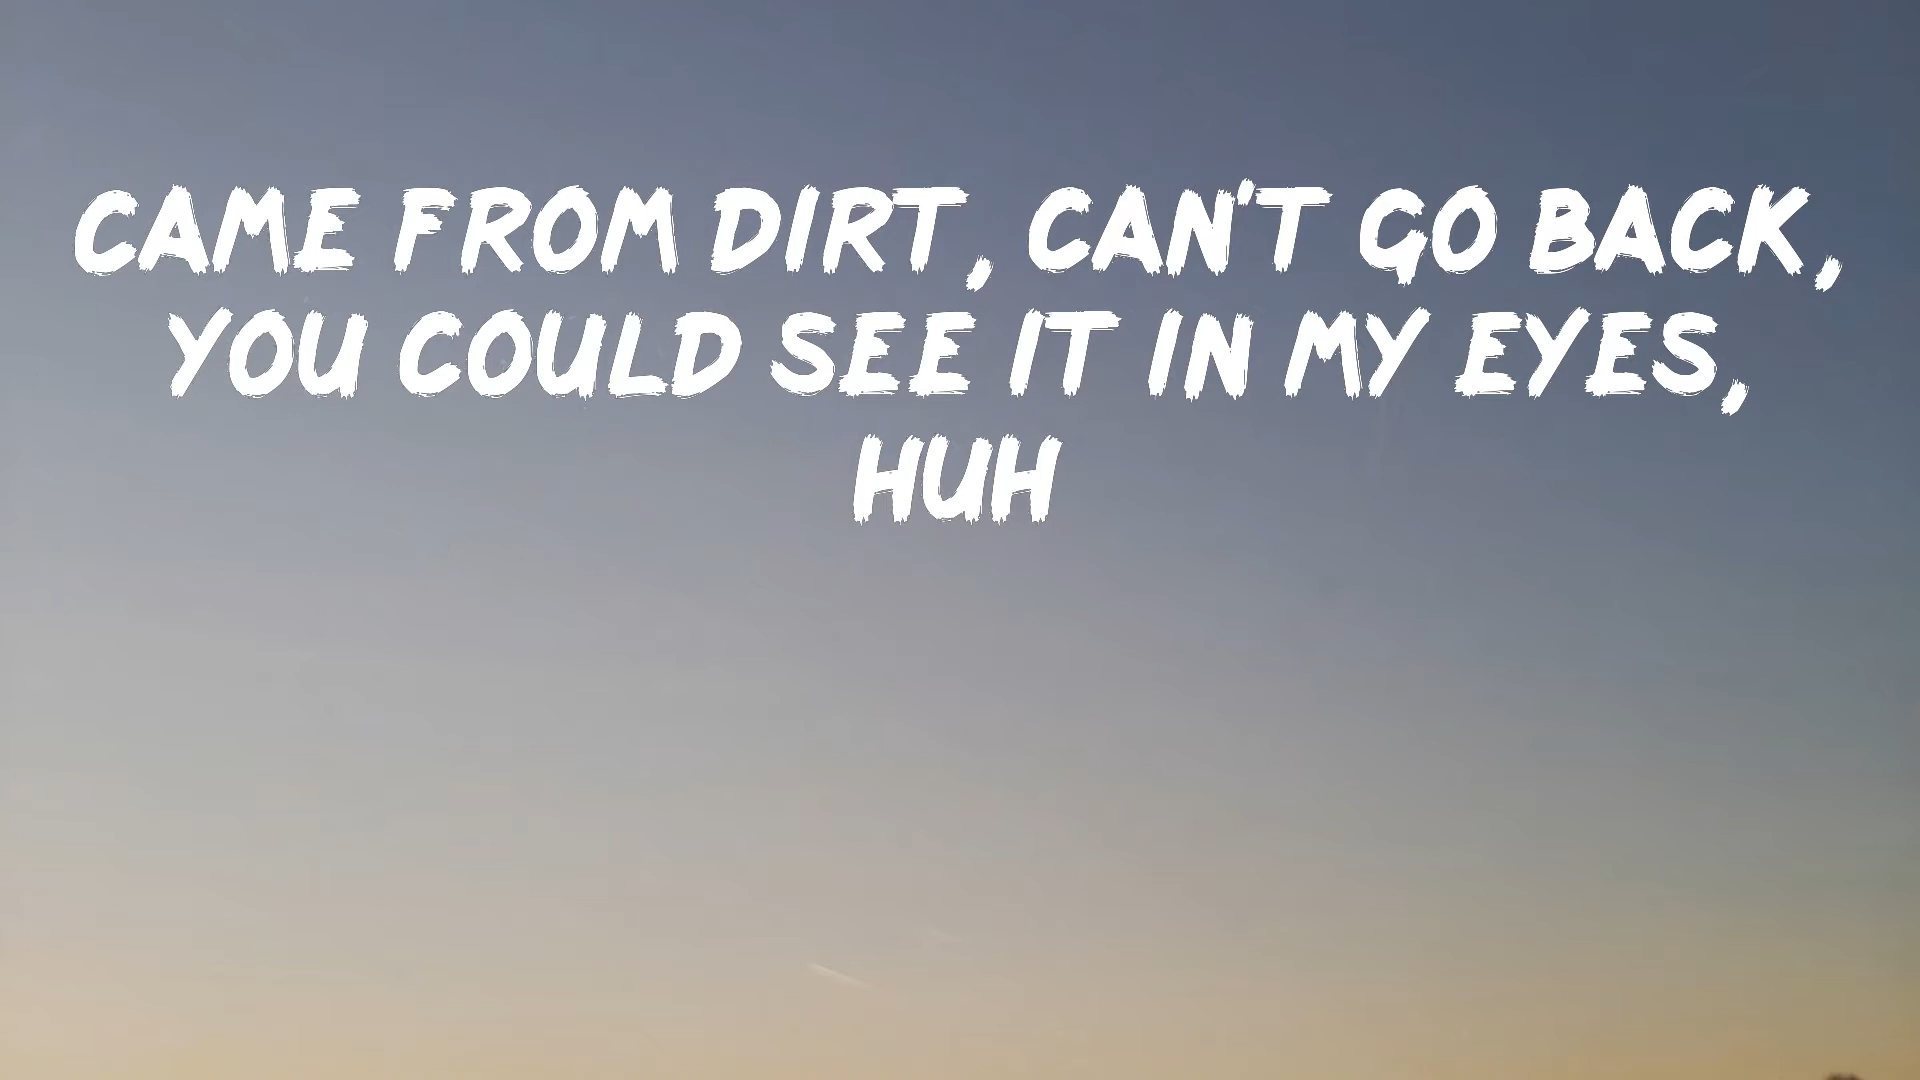 CAME FROM DIRT, CAN'T GO BACK,
YOU COULD SEE IT IN MY EYES,
HUH